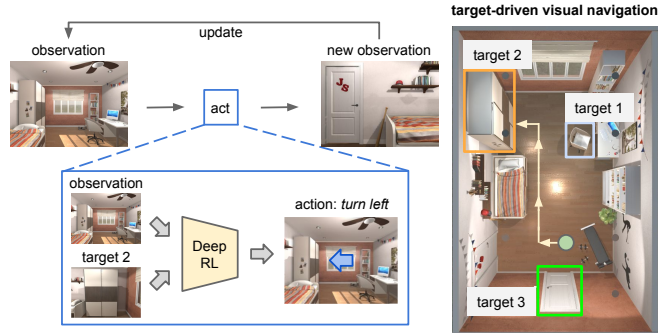 target-driven visual navigation
update
observation
new observation
act
JS
observation
action: turn left
Deep
RL
target 2
target 2
target 1
target 3